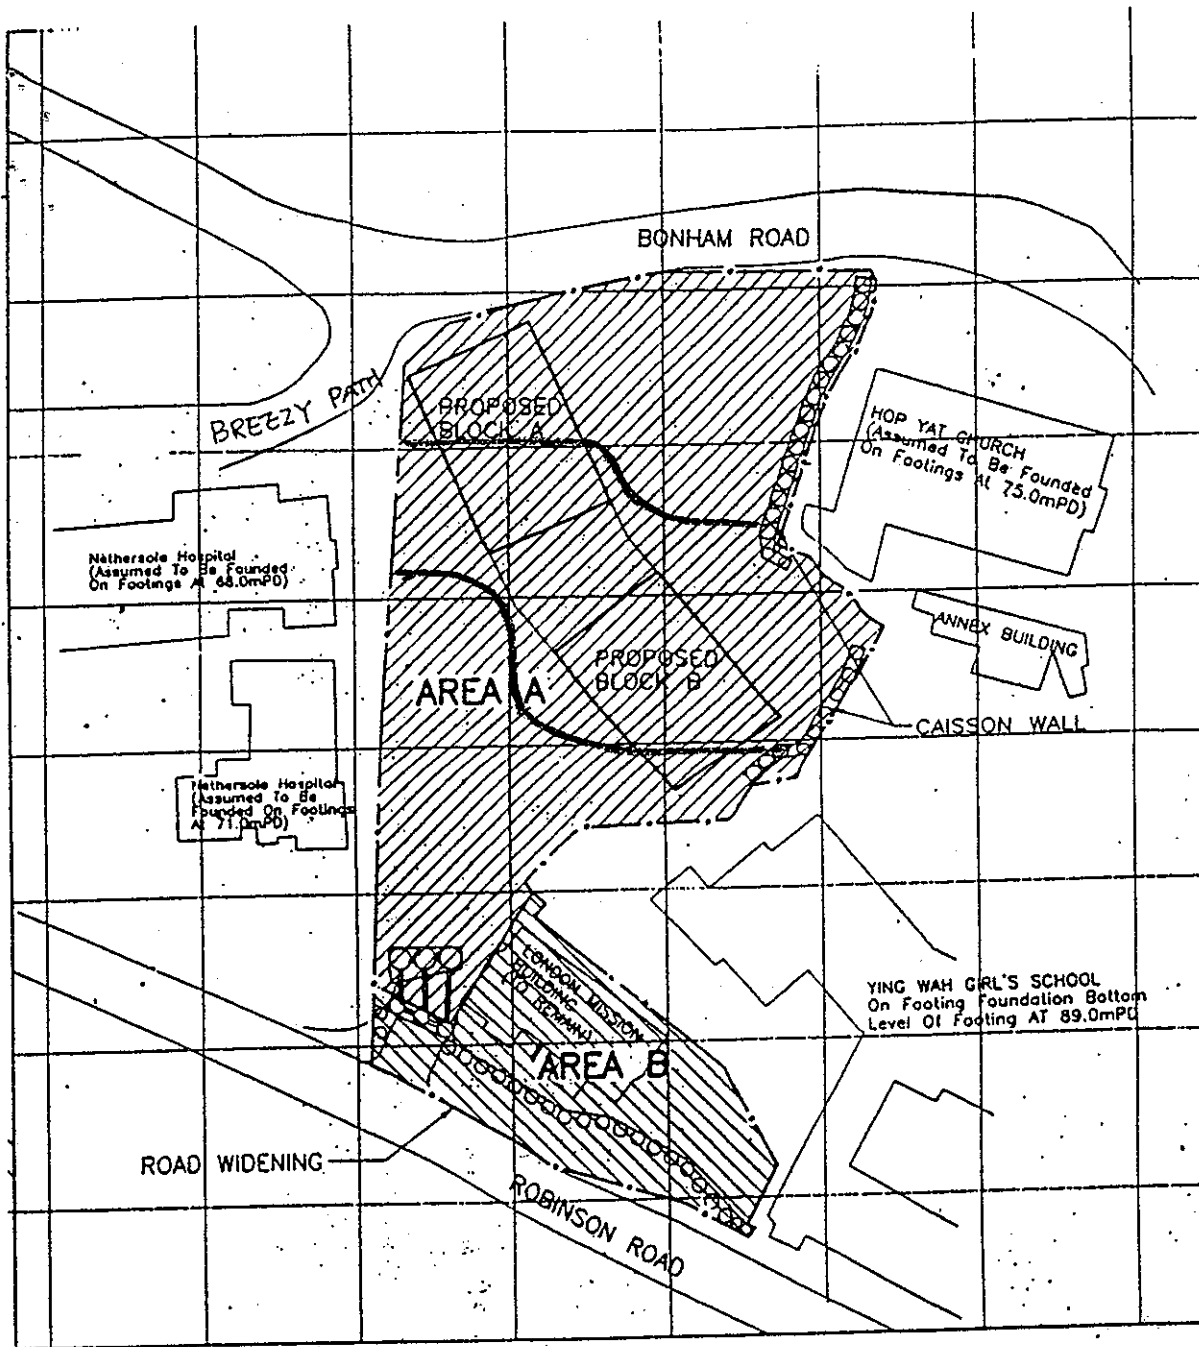 BONHAM ROAD
BREEZY PATH
PROPOSED
BLOCK A
HOP YAT CHURCH
(Assumed To Be Founded
On Footings At 75.0mPD)
Nethersole Hospital
(Assumed To Be Founded
On Footings At 68.0mPD)
ANNEX BUILDING
PROPOSED
BLOCK B
AREA A
CAISSON WALL
Nethersole Hospital
(Assumed To Be
Founded On Footings
At 71.0mPD)
LONDON MISSION
BUILDING
(TO REMAIN)
YING WAH GIRL'S SCHOOL
On Footing Foundation Bottom
Level Of Footing AT 89.0mPD
AREA B
ROAD WIDENING
ROBINSON ROAD